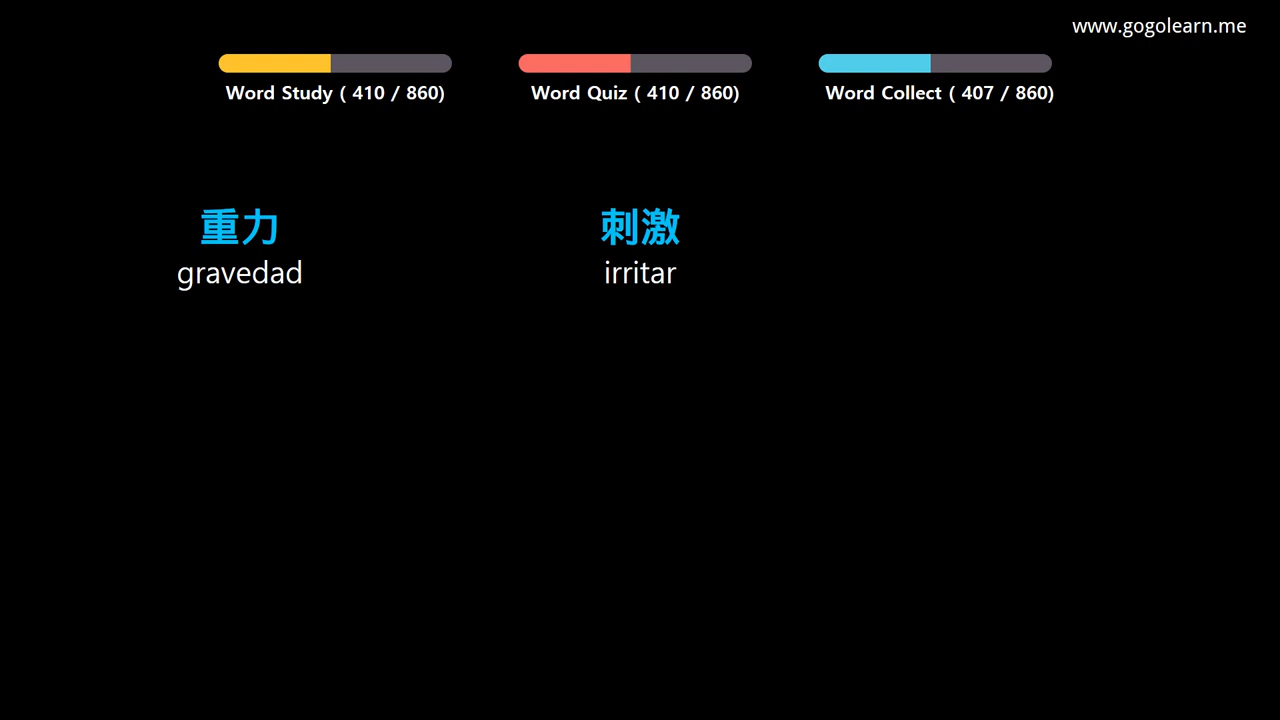 www.gogolearn.me
Word Study ( 410 / 860)
Word Quiz ( 410 / 860)
Word Collect ( 407 / 860)
重力
gravedad
刺激
irritar